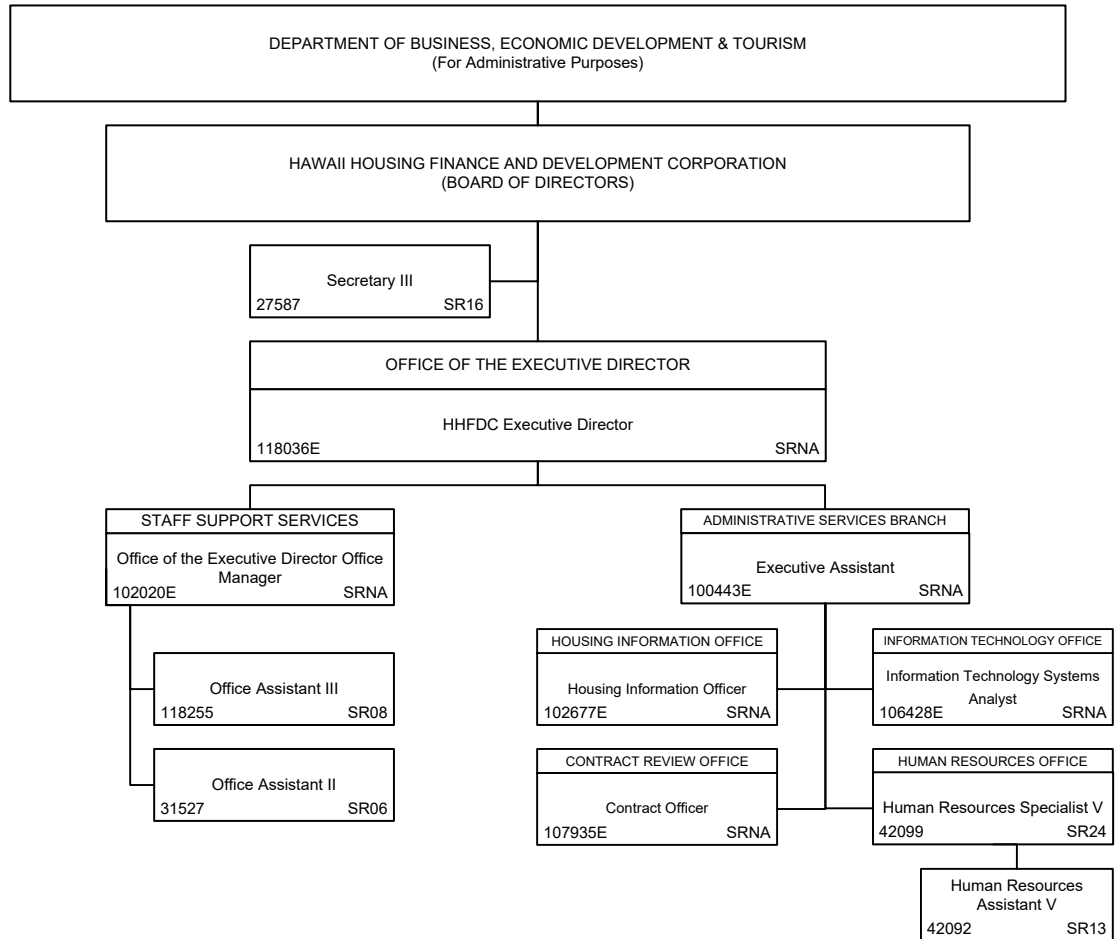 DEPARTMENT OF BUSINESS, ECONOMIC DEVELOPMENT & TOURISM
(For Administrative Purposes)
HAWAII HOUSING FINANCE AND DEVELOPMENT CORPORATION
(BOARD OF DIRECTORS)
Secretary III
27587 SR16
OFFICE OF THE EXECUTIVE DIRECTOR
HHFDC Executive Director
118036E SRNA
STAFF SUPPORT SERVICES
Office of the Executive Director Office
Manager
102020E SRNA
Office Assistant III
118255 SR08
Office Assistant II
31527 SR06
ADMINISTRATIVE SERVICES BRANCH
Executive Assistant
100443E SRNA
HOUSING INFORMATION OFFICE
Housing Information Officer
102677E SRNA
INFORMATION TECHNOLOGY OFFICE
Information Technology Systems
Analyst
106428E SRNA
CONTRACT REVIEW OFFICE
Contract Officer
107935E SRNA
HUMAN RESOURCES OFFICE
Human Resources Specialist V
42099 SR24
Human Resources
Assistant V
42092 SR13